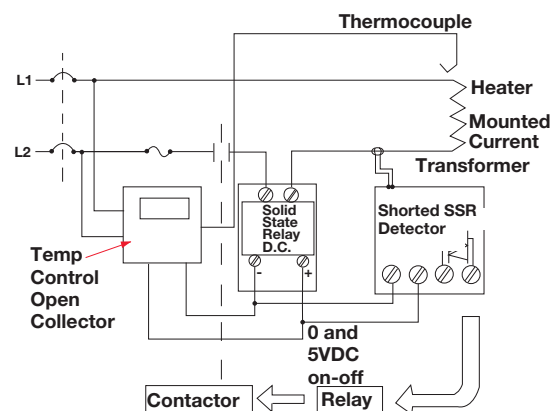 Thermocouple
L1
Heater
Mounted
Current
Transformer
L2
Solid
State
Relay
D.C.
- +
Shorted SSR
Detector
Temp
Control
Open
Collector
0 and
5VDC
on-off
Contactor
Relay